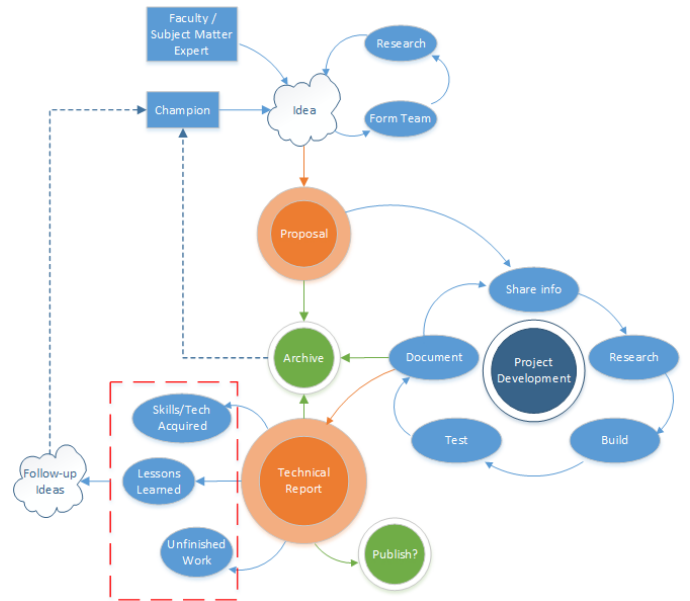 Faculty /
Subject Matter
Expert
Research
Champion
Idea
Form Team
Proposal
Share info
Archive
Document
Project
Development
Research
Skills/Tech
Acquired
Test
Build
Follow-up
Ideas
Lessons
Learned
Technical
Report
Unfinished
Work
Publish?